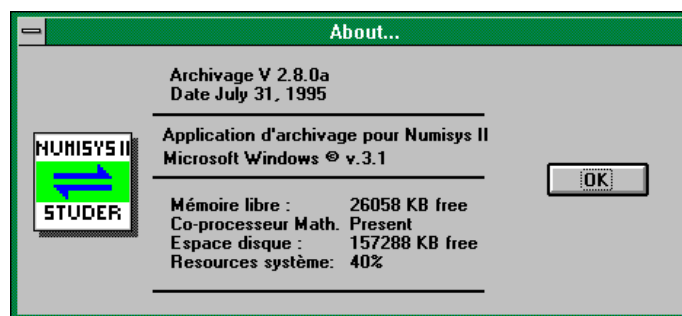 About...
Archivage V 2.8.0a
Date July 31, 1995
NUMISYS II
STUDER
Application d'archivage pour Numisys II
Microsoft Windows © v.3.1
OK
Mémoire libre : 26058 KB free
Co-processeur Math. Present
Espace disque : 157288 KB free
Resources système: 40%